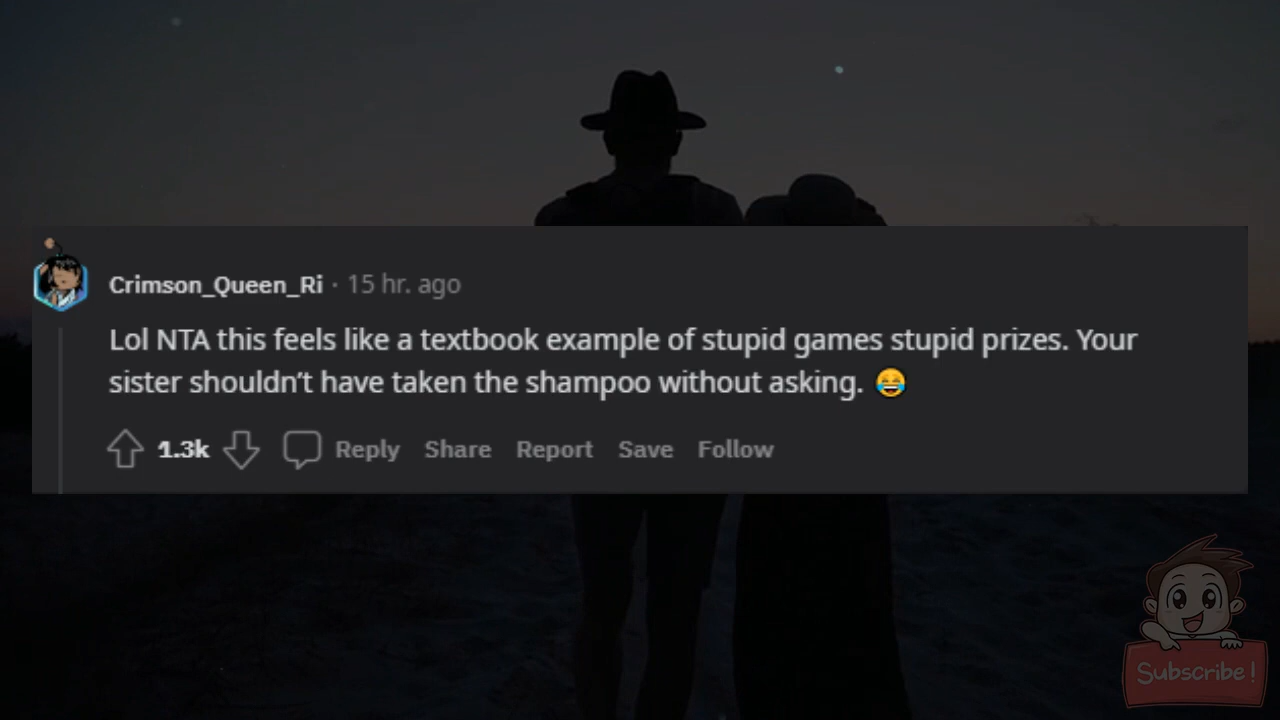 Crimson_Queen_Ri · 15 hr. ago
Lol NTA this feels like a textbook example of stupid games stupid prizes. Your
sister shouldn't have taken the shampoo without asking. 😂
1.3k Reply Share Report Save Follow
Subscribe!